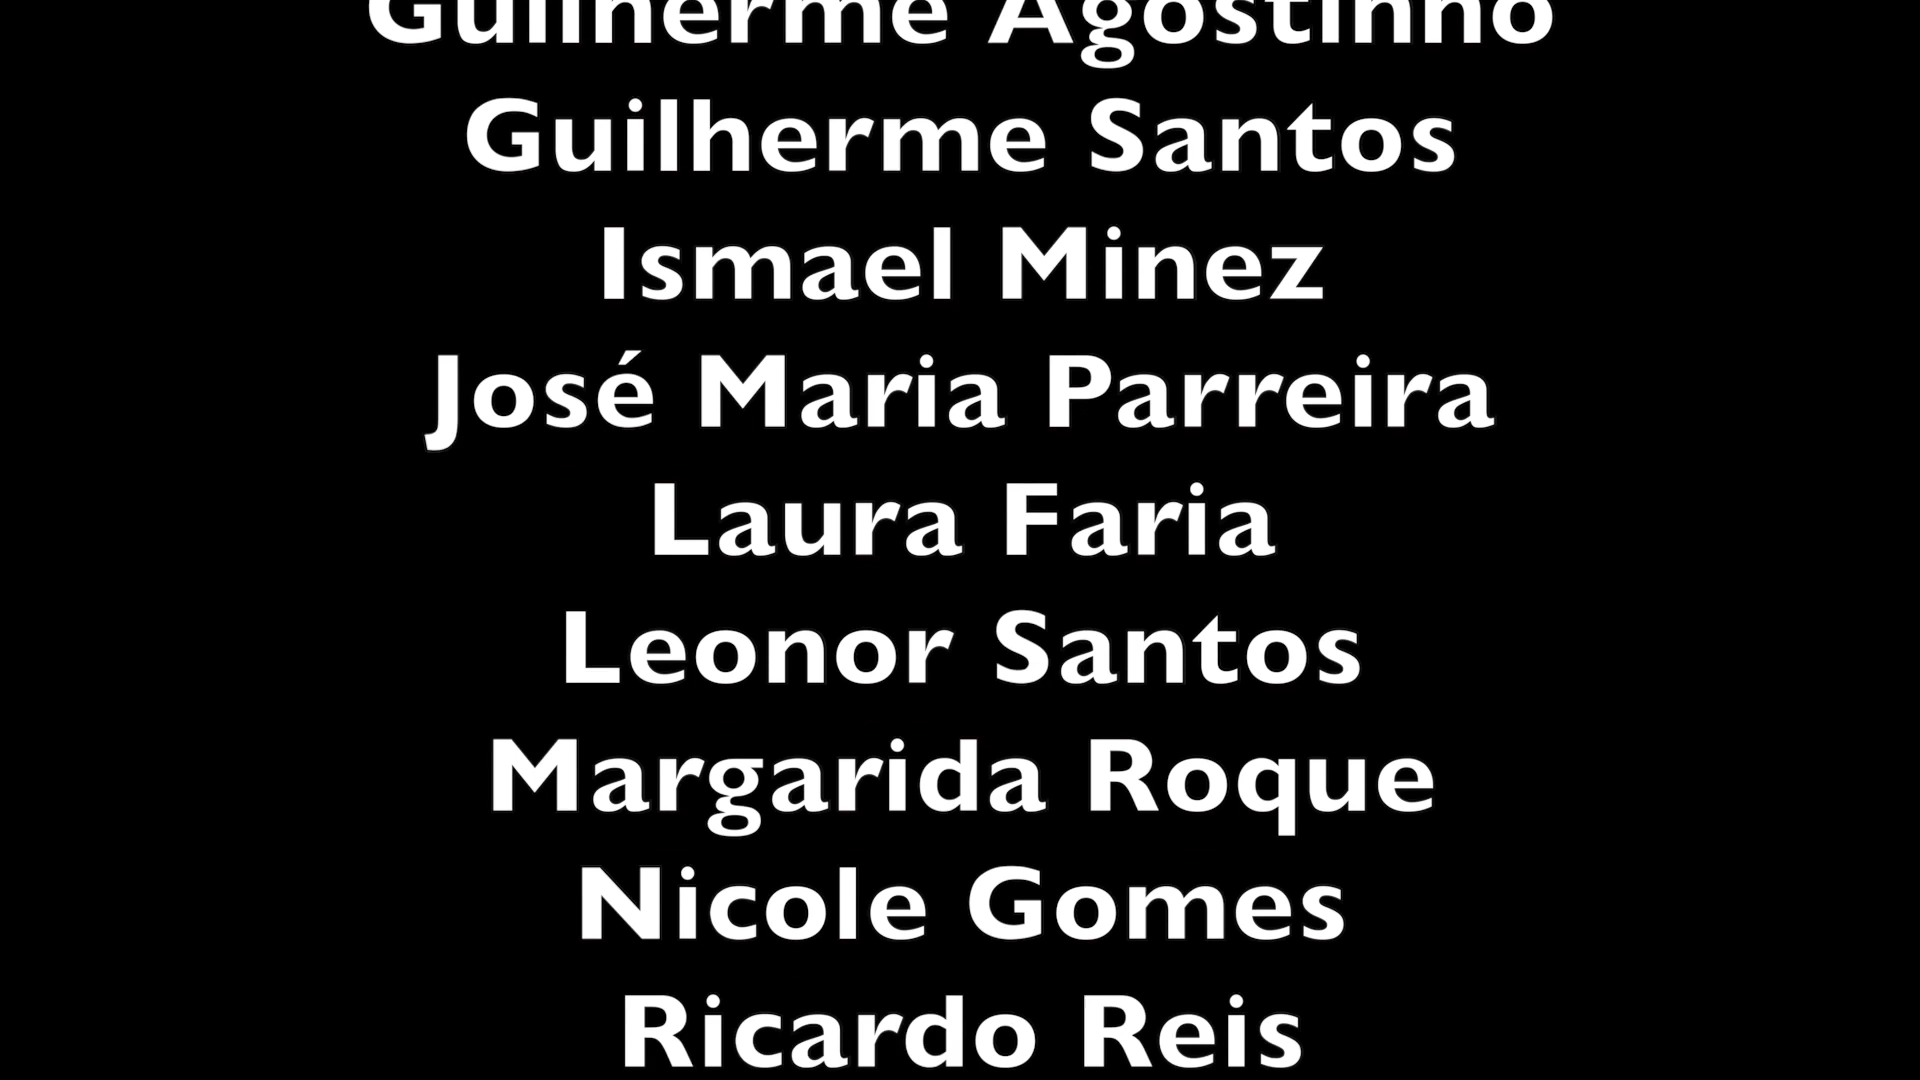 Guilherme Agostinho
Guilherme Santos
Ismael Minez
José Maria Parreira
Laura Faria
Leonor Santos
Margarida Roque
Nicole Gomes
Ricardo Reis